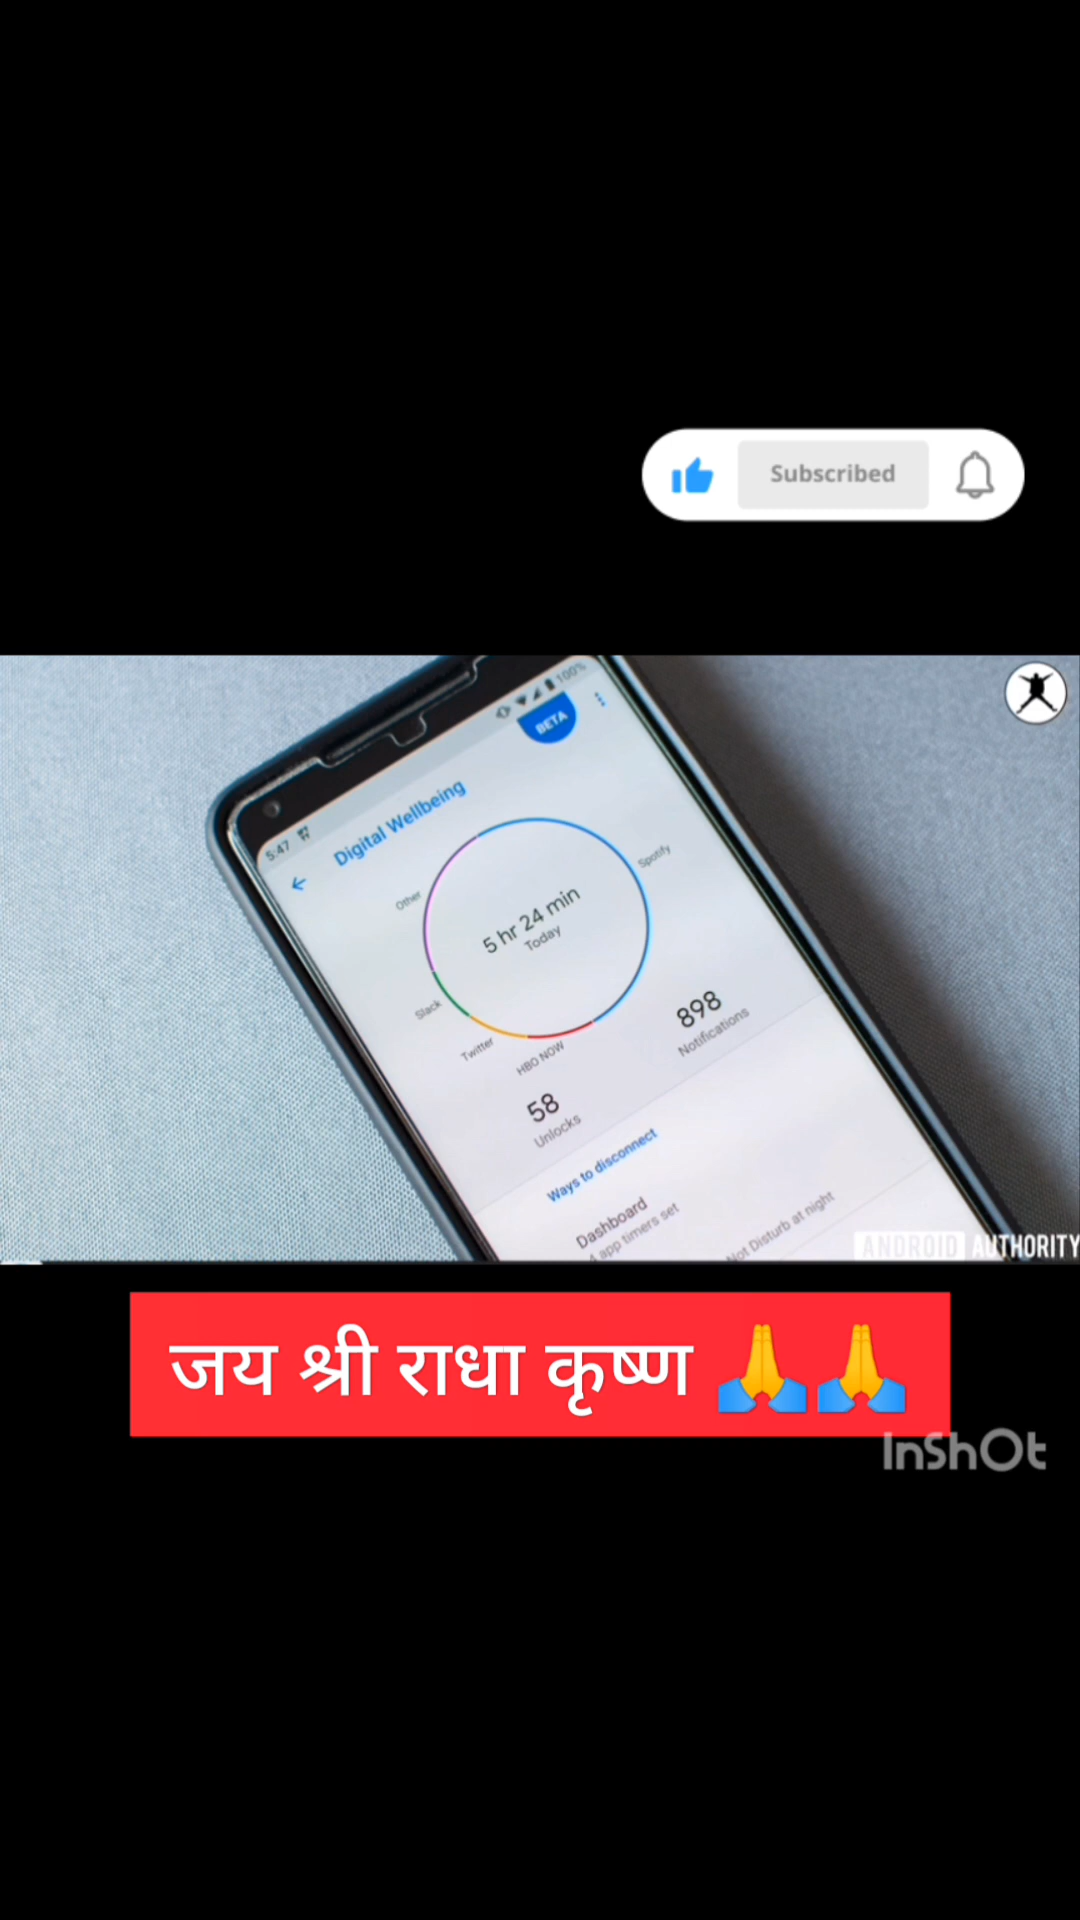 Subscribed
100%
BETA
5:47
Digital Wellbeing
Other
Spotify
5 hr 24 min
Today
Slack
Twitter
HBO NOW
898
Notifications
58
Unlocks
Ways to disconnect
Dashboard
4 app timers set
Not Disturb at night
ANDROID AUTHORITY
जय श्री राधा कृष्ण 🙏🙏
InShOt